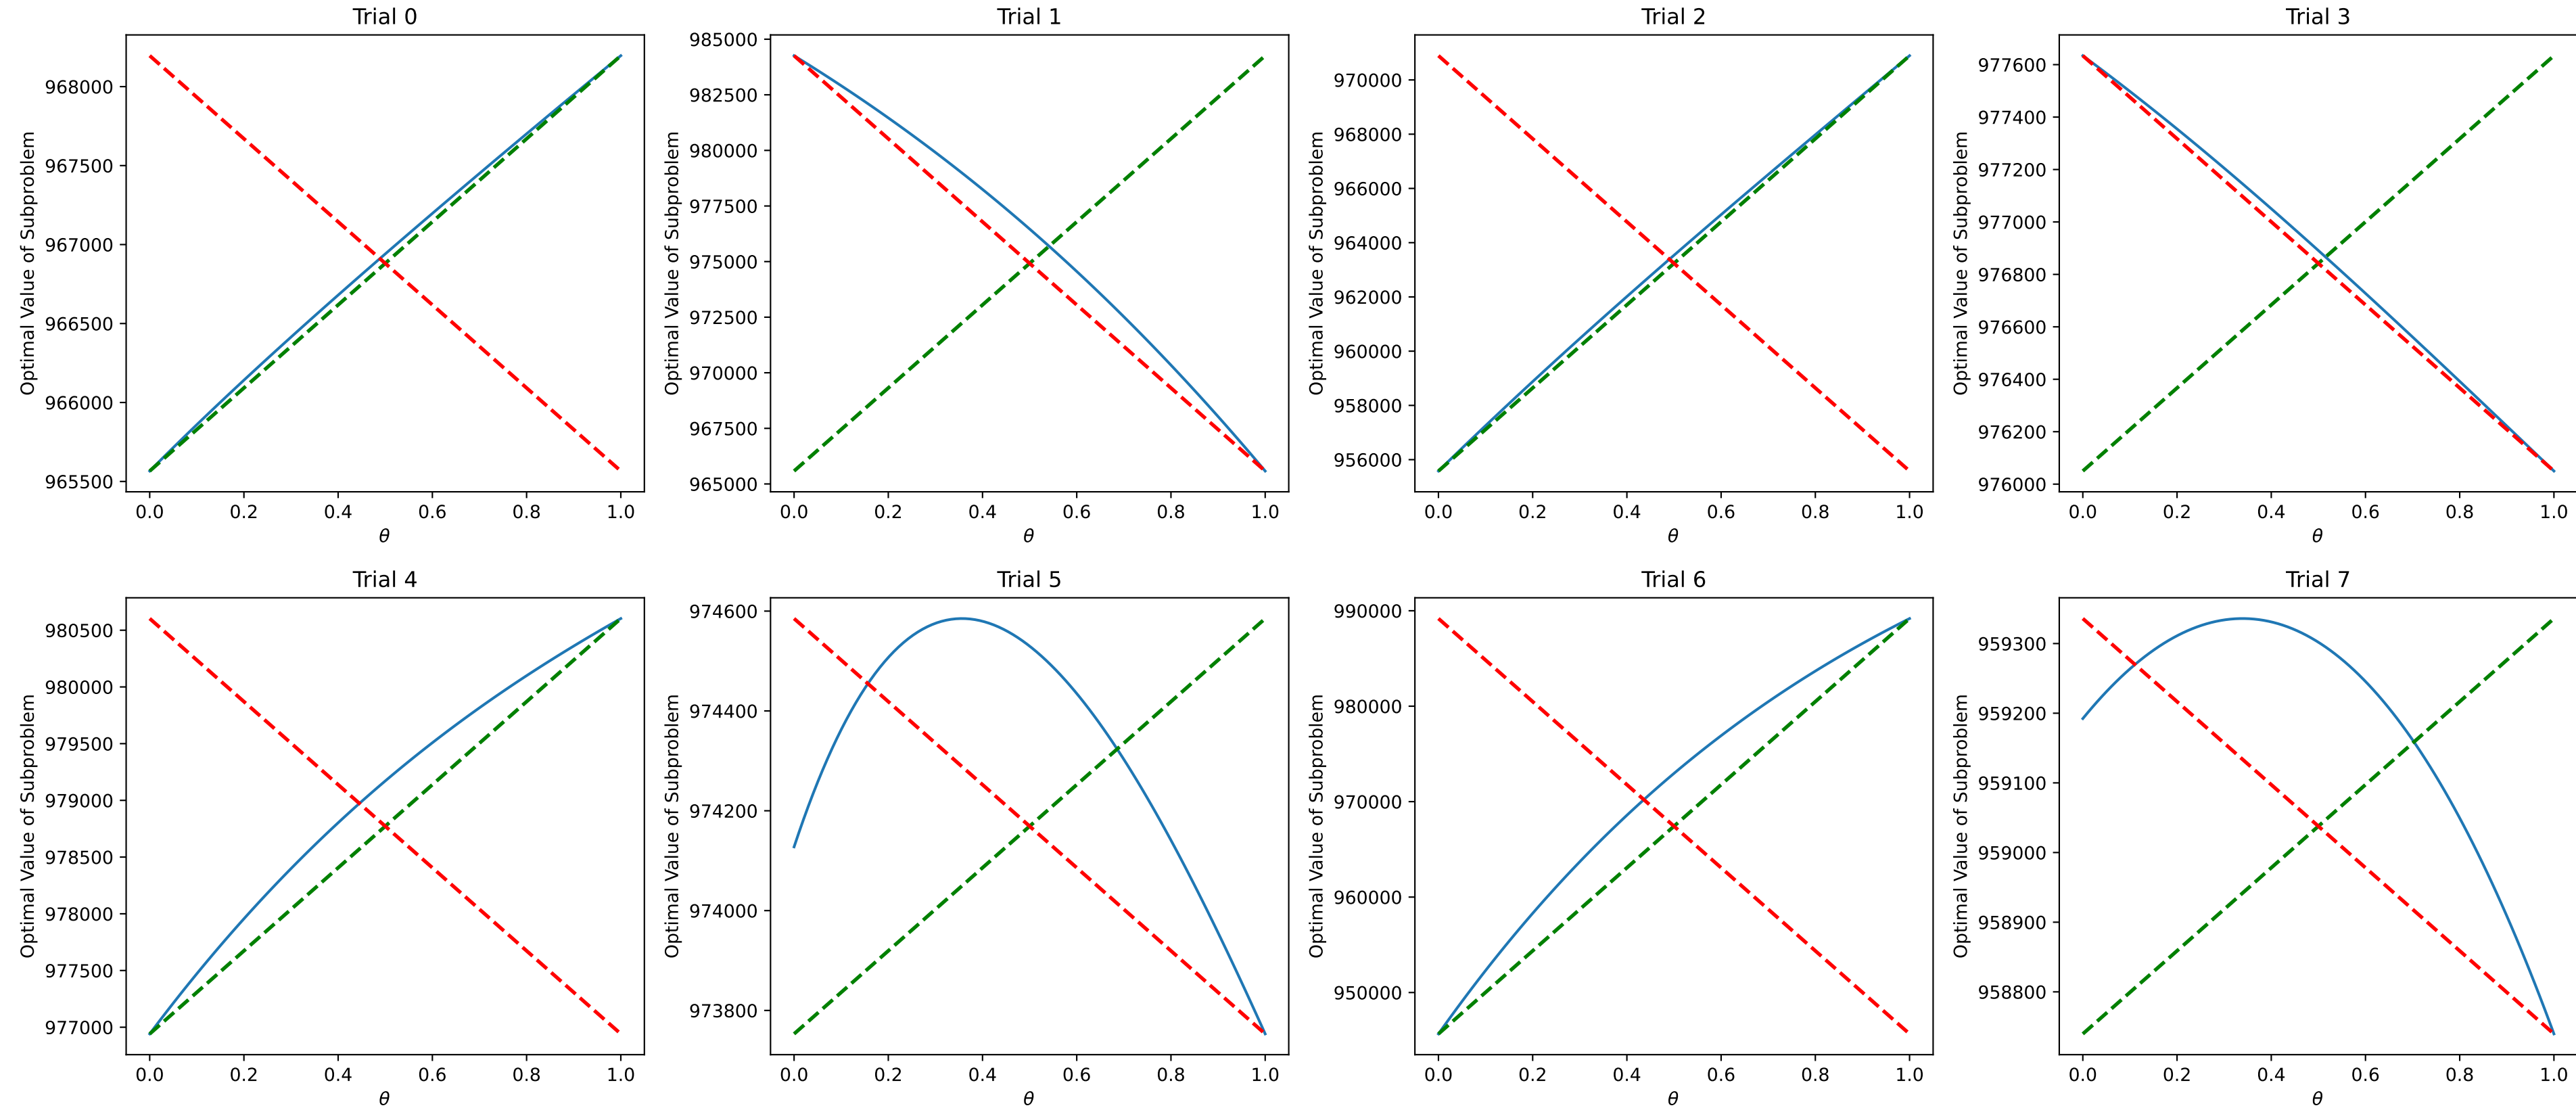 Trial 0
Optimal Value of Subproblem
968000
967500
967000
966500
966000
965500
0.0 0.2 0.4 0.6 0.8 1.0
θ
Trial 1
Optimal Value of Subproblem
985000
982500
980000
977500
975000
972500
970000
967500
965000
0.0 0.2 0.4 0.6 0.8 1.0
θ
Trial 2
Optimal Value of Subproblem
970000
968000
966000
964000
962000
960000
958000
956000
0.0 0.2 0.4 0.6 0.8 1.0
θ
Trial 3
Optimal Value of Subproblem
977600
977400
977200
977000
976800
976600
976400
976200
976000
0.0 0.2 0.4 0.6 0.8 1.0
θ
Trial 4
Optimal Value of Subproblem
980500
980000
979500
979000
978500
978000
977500
977000
0.0 0.2 0.4 0.6 0.8 1.0
θ
Trial 5
Optimal Value of Subproblem
974600
974400
974200
974000
973800
0.0 0.2 0.4 0.6 0.8 1.0
θ
Trial 6
Optimal Value of Subproblem
990000
980000
970000
960000
950000
0.0 0.2 0.4 0.6 0.8 1.0
θ
Trial 7
Optimal Value of Subproblem
959300
959200
959100
959000
958900
958800
0.0 0.2 0.4 0.6 0.8 1.0
θ